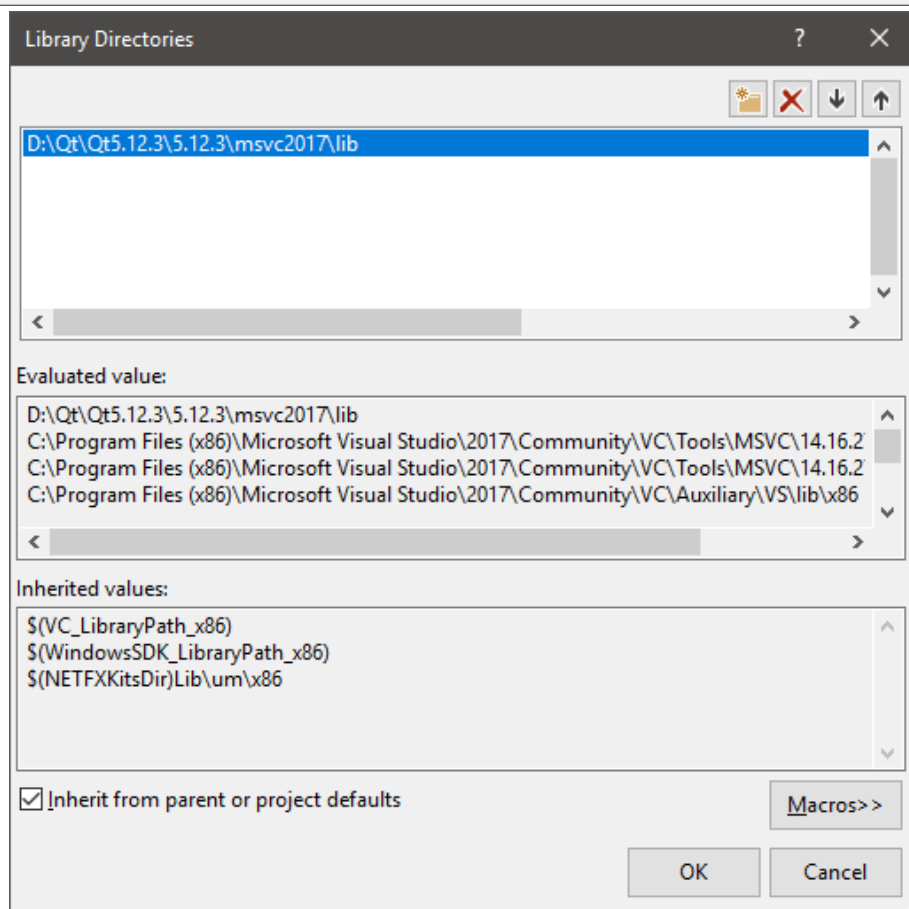 Library Directories
D:\Qt\Qt5.12.3\5.12.3\msvc2017\lib
Evaluated value:
D:\Qt\Qt5.12.3\5.12.3\msvc2017\lib
C:\Program Files (x86)\Microsoft Visual Studio\2017\Community\VC\Tools\MSVC\14.16.2
C:\Program Files (x86)\Microsoft Visual Studio\2017\Community\VC\Tools\MSVC\14.16.2
C:\Program Files (x86)\Microsoft Visual Studio\2017\Community\VC\Auxiliary\VS\lib\x86
Inherited values:
$(VC_LibraryPath_x86)
$(WindowsSDK_LibraryPath_x86)
$(NETFXKitsDir)Lib\um\x86
Inherit from parent or project defaults
Macros>>
OK Cancel